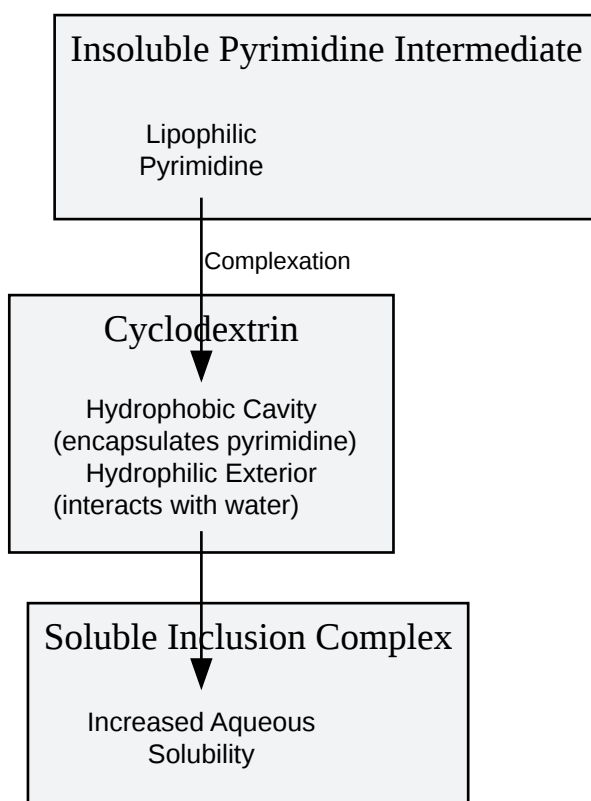 Insoluble Pyrimidine Intermediate
Lipophilic
Pyrimidine
Complexation
Cyclodextrin
Hydrophobic Cavity
(encapsulates pyrimidine)
Hydrophilic Exterior
(interacts with water)
Soluble Inclusion Complex
Increased Aqueous
Solubility